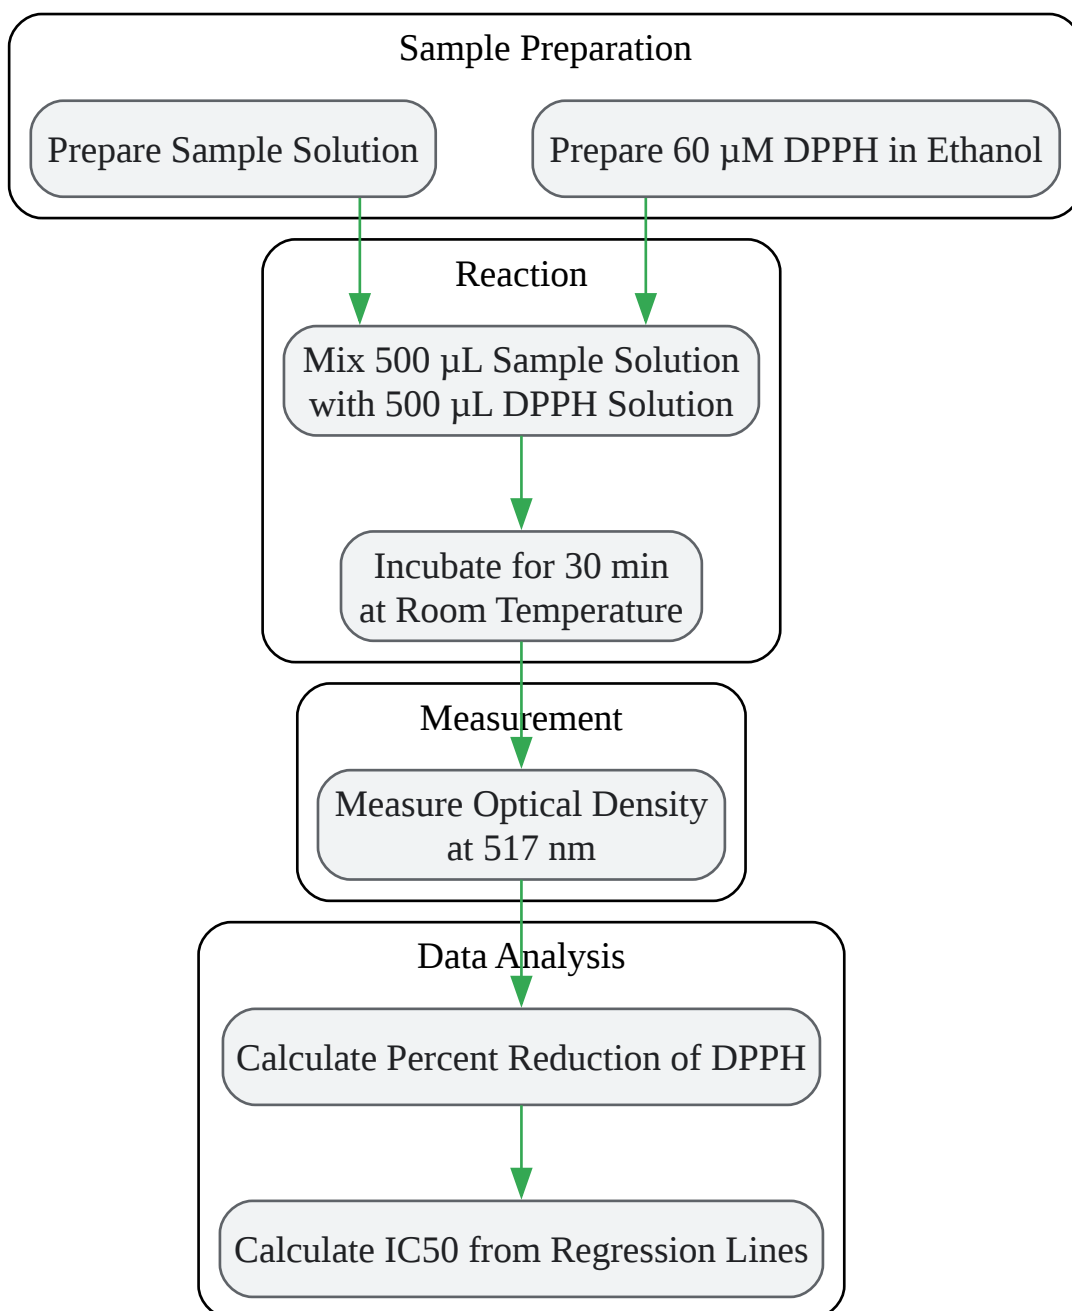 Sample Preparation
Prepare Sample Solution
Prepare 60 µM DPPH in Ethanol
Reaction
Mix 500 µL Sample Solution
with 500 µL DPPH Solution
Incubate for 30 min
at Room Temperature
Measurement
Measure Optical Density
at 517 nm
Data Analysis
Calculate Percent Reduction of DPPH
Calculate IC50 from Regression Lines